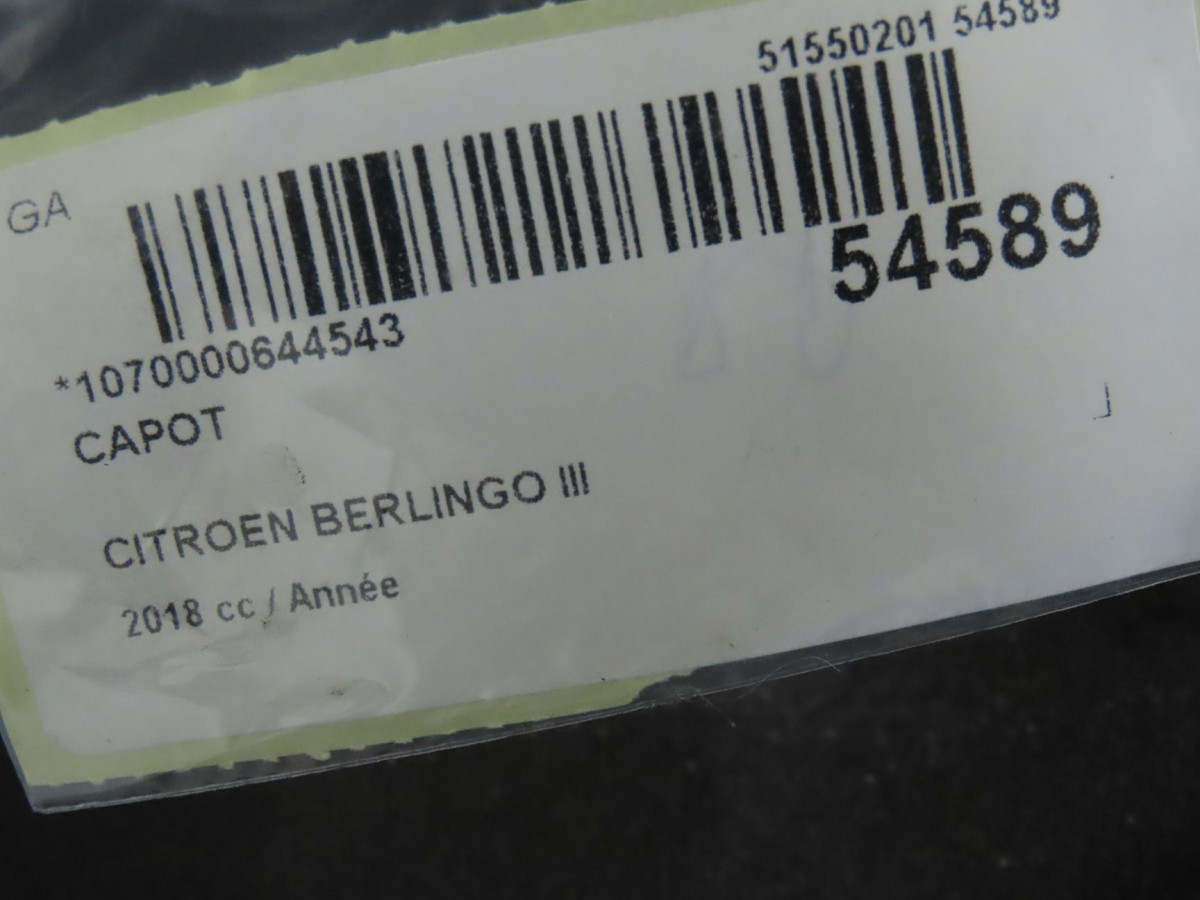 51550201 54589
GA
54589
*1070000644543
CAPOT
CITROEN BERLINGO III
2018 cc / Année